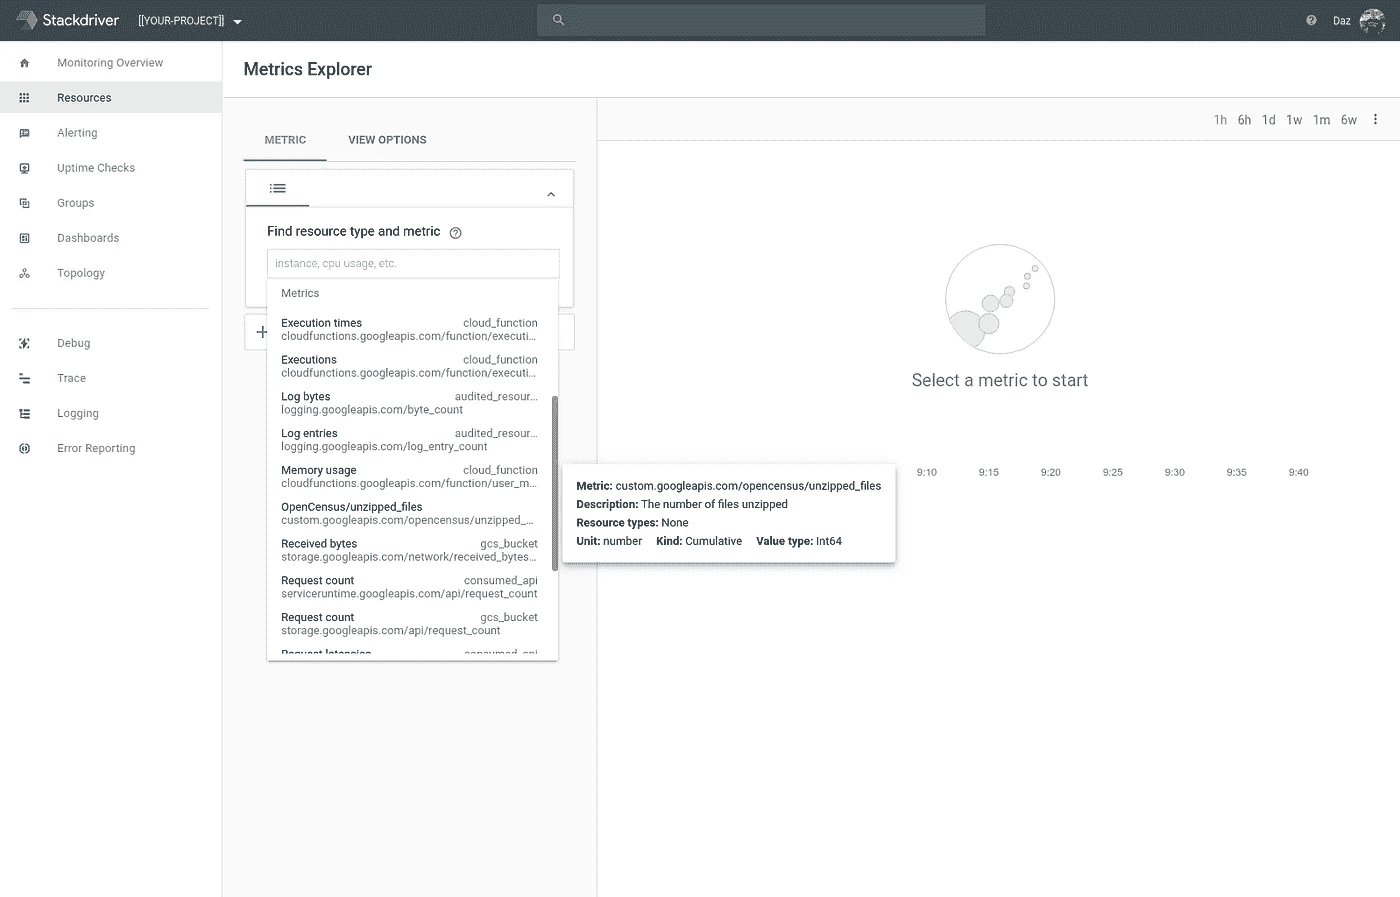 Stackdriver [[YOUR-PROJECT]] Daz
Monitoring Overview
Resources
Alerting
Uptime Checks
Groups
Dashboards
Topology
Debug
Trace
Logging
Error Reporting
Metrics Explorer
METRIC VIEW OPTIONS
Find resource type and metric
instance, cpu usage, etc.
Metrics
Execution times cloud_function
cloudfunctions.googleapis.com/function/executi...
Executions cloud_function
cloudfunctions.googleapis.com/function/executi...
Log bytes audited_resour...
logging.googleapis.com/byte_count
Log entries audited_resour...
logging.googleapis.com/log_entry_count
Memory usage cloud_function
cloudfunctions.googleapis.com/function/user_m...
OpenCensus/unzipped_files
custom.googleapis.com/opencensus/unzipped_...
Received bytes gcs_bucket
storage.googleapis.com/network/received_bytes...
Request count consumed_api
serviceruntime.googleapis.com/api/request_count
Request count gcs_bucket
storage.googleapis.com/api/request_count
Request latencies consumed_api
1h 6h 1d 1w 1m 6w
Select a metric to start
9:10 9:15 9:20 9:25 9:30 9:35 9:40
Metric: custom.googleapis.com/opencensus/unzipped_files
Description: The number of files unzipped
Resource types: None
Unit: number Kind: Cumulative Value type: Int64